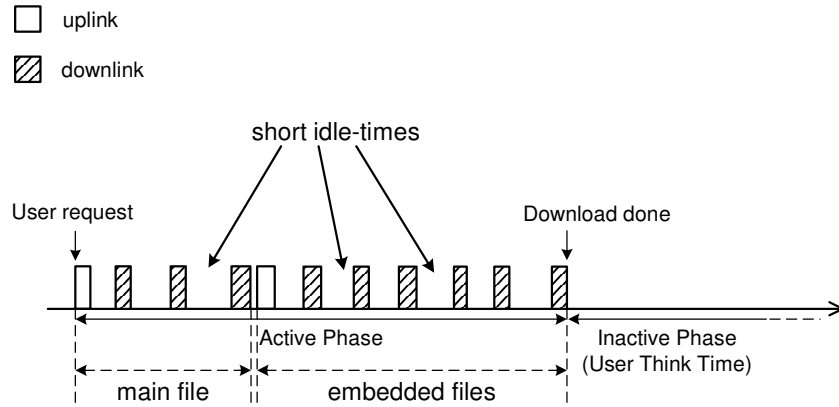 uplink
downlink
short idle-times
User request
Download done
Active Phase
Inactive Phase
(User Think Time)
main file
embedded files